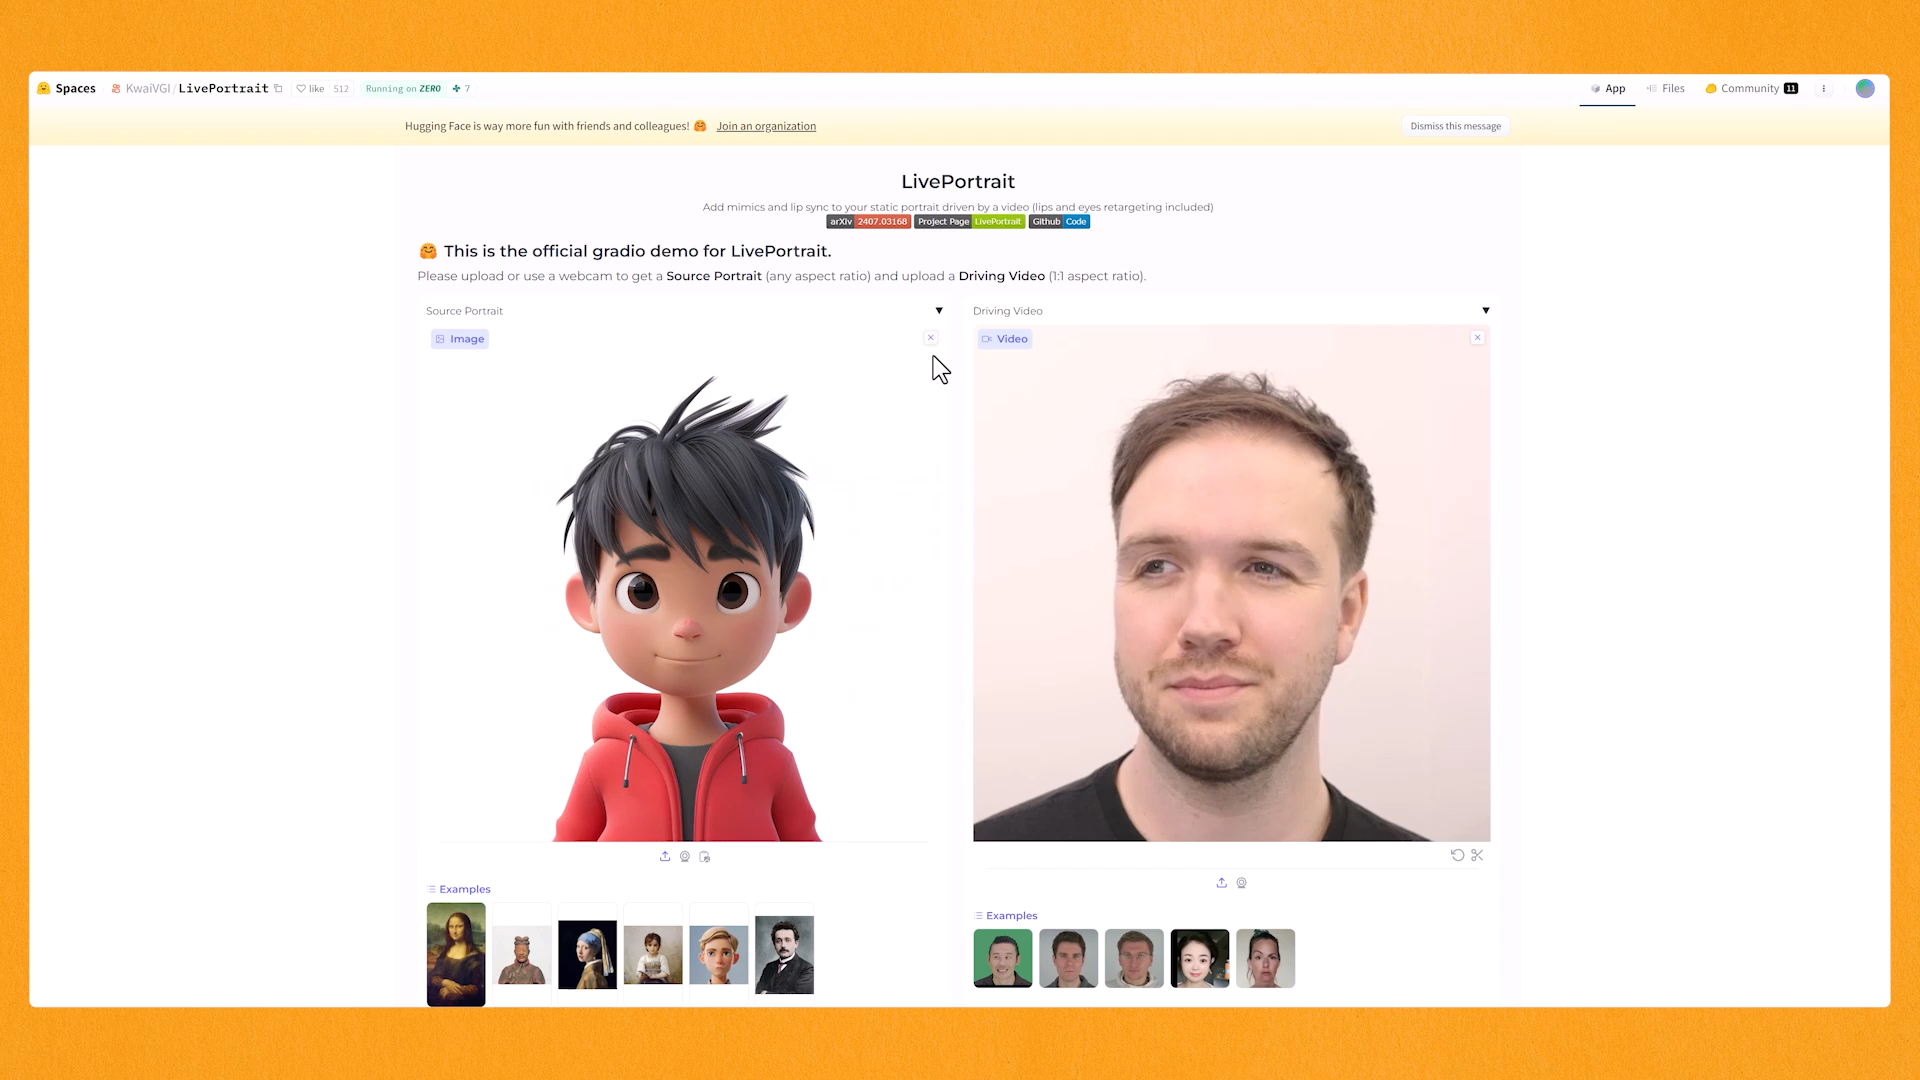 Spaces KwaiVGI/LivePortrait like 512 Running on ZERO 7 App Files Community 11
Hugging Face is way more fun with friends and colleagues! 🤗 Join an organization Dismiss this message
LivePortrait
Add mimics and lip sync to your static portrait driven by a video (lips and eyes retargeting included)
arXiv 2407.03168 Project Page LivePortrait Github Code
🤗 This is the official gradio demo for LivePortrait.
Please upload or use a webcam to get a Source Portrait (any aspect ratio) and upload a Driving Video (1:1 aspect ratio).
Source Portrait
Image
Examples
Driving Video
Video
Examples